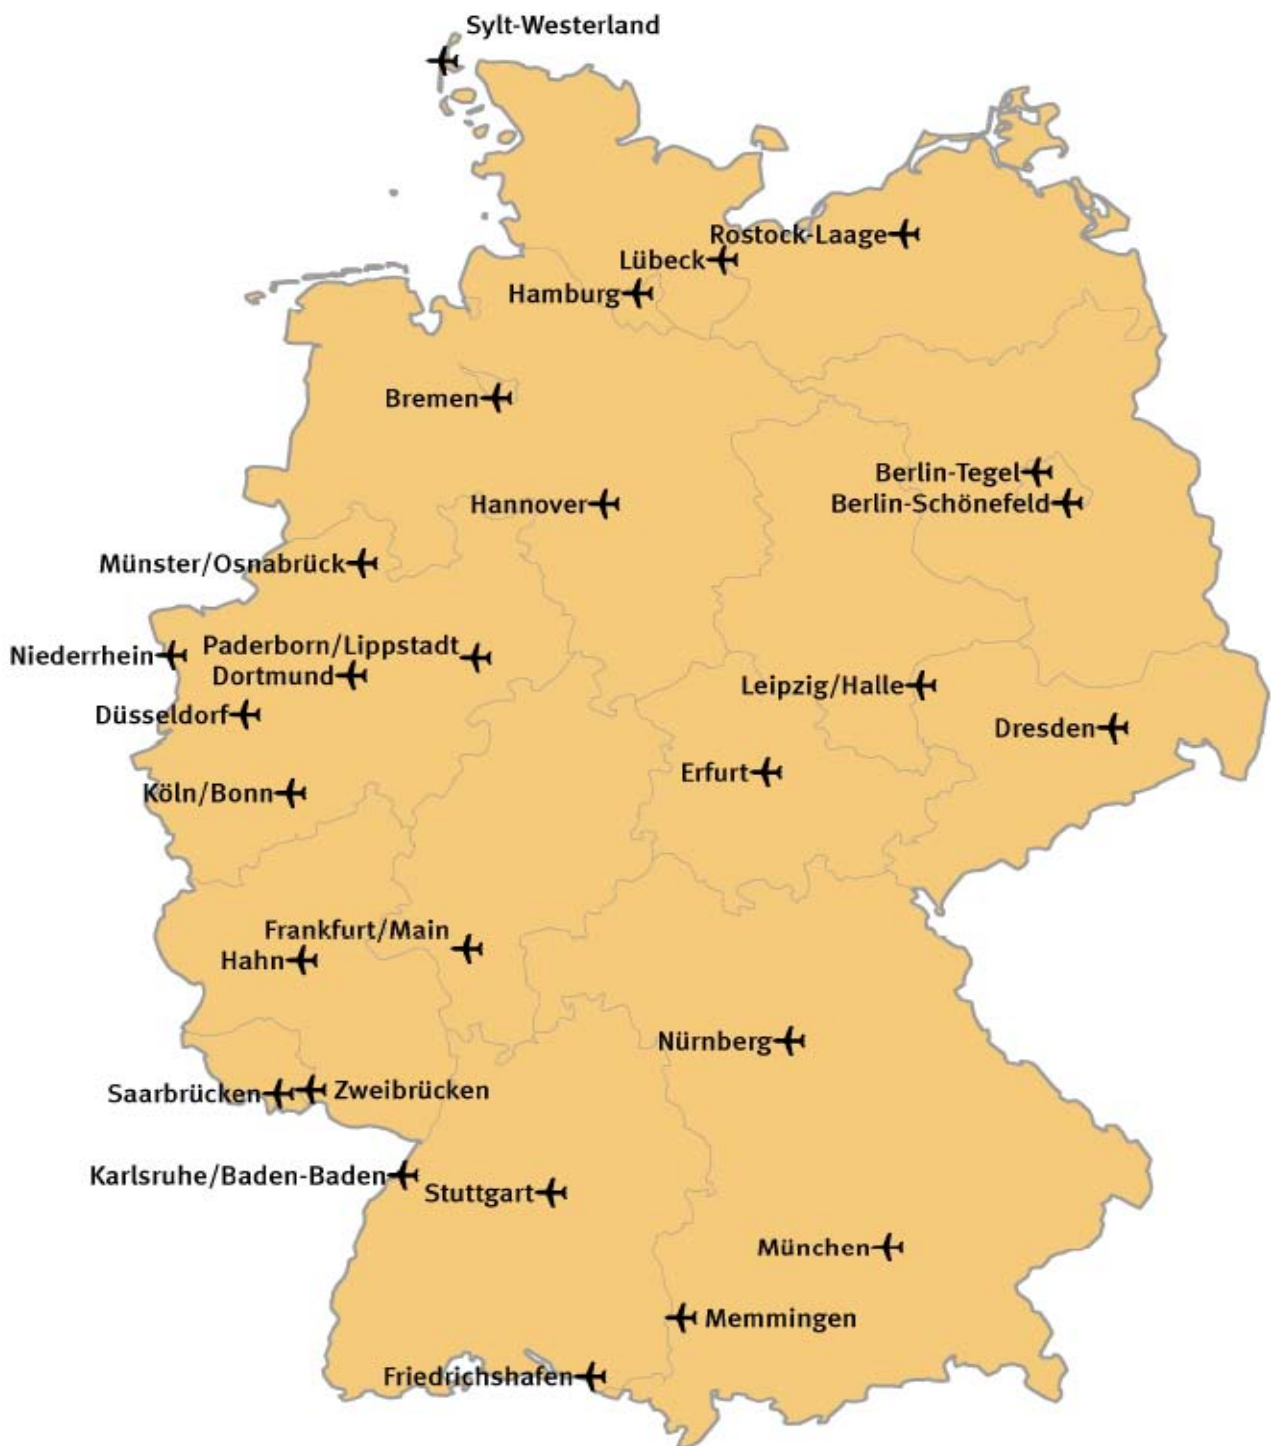 Sylt-Westerland
Rostock-Laage
Lübeck
Hamburg
Bremen
Berlin-Tegel
Berlin-Schönefeld
Hannover
Münster/Osnabrück
Paderborn/Lippstadt
Niederrhein
Dortmund
Leipzig/Halle
Düsseldorf
Dresden
Erfurt
Köln/Bonn
Frankfurt/Main
Hahn
Nürnberg
Saarbrücken
Zweibrücken
Karlsruhe/Baden-Baden
Stuttgart
München
Memmingen
Friedrichshafen